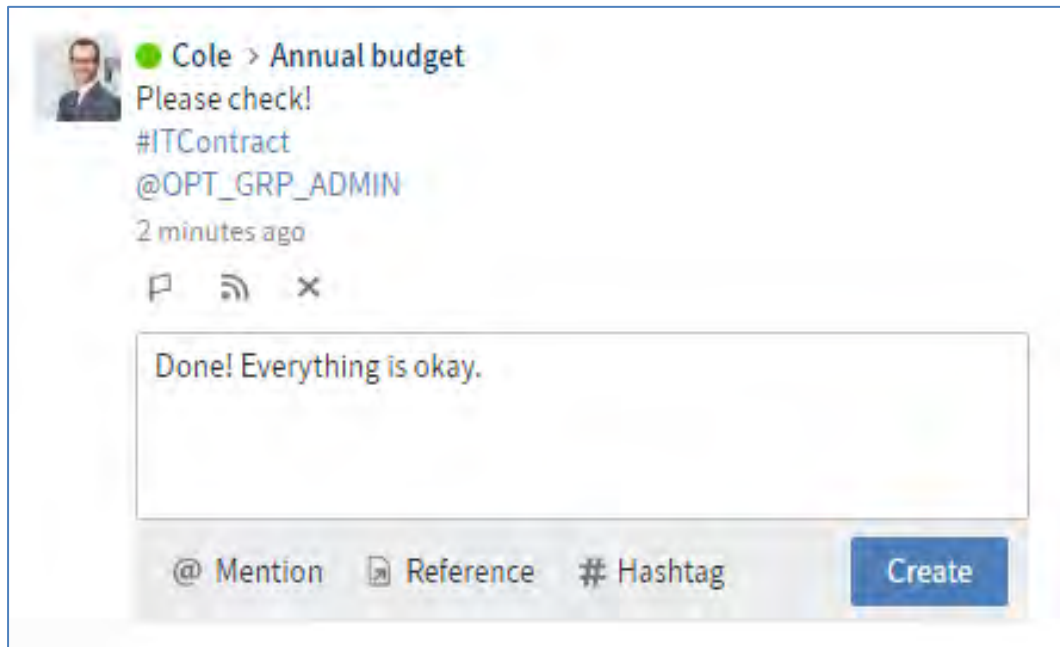 Cole > Annual budget
Please check!
#ITContract
@OPT_GRP_ADMIN
2 minutes ago
Done! Everything is okay.
@ Mention Reference # Hashtag Create